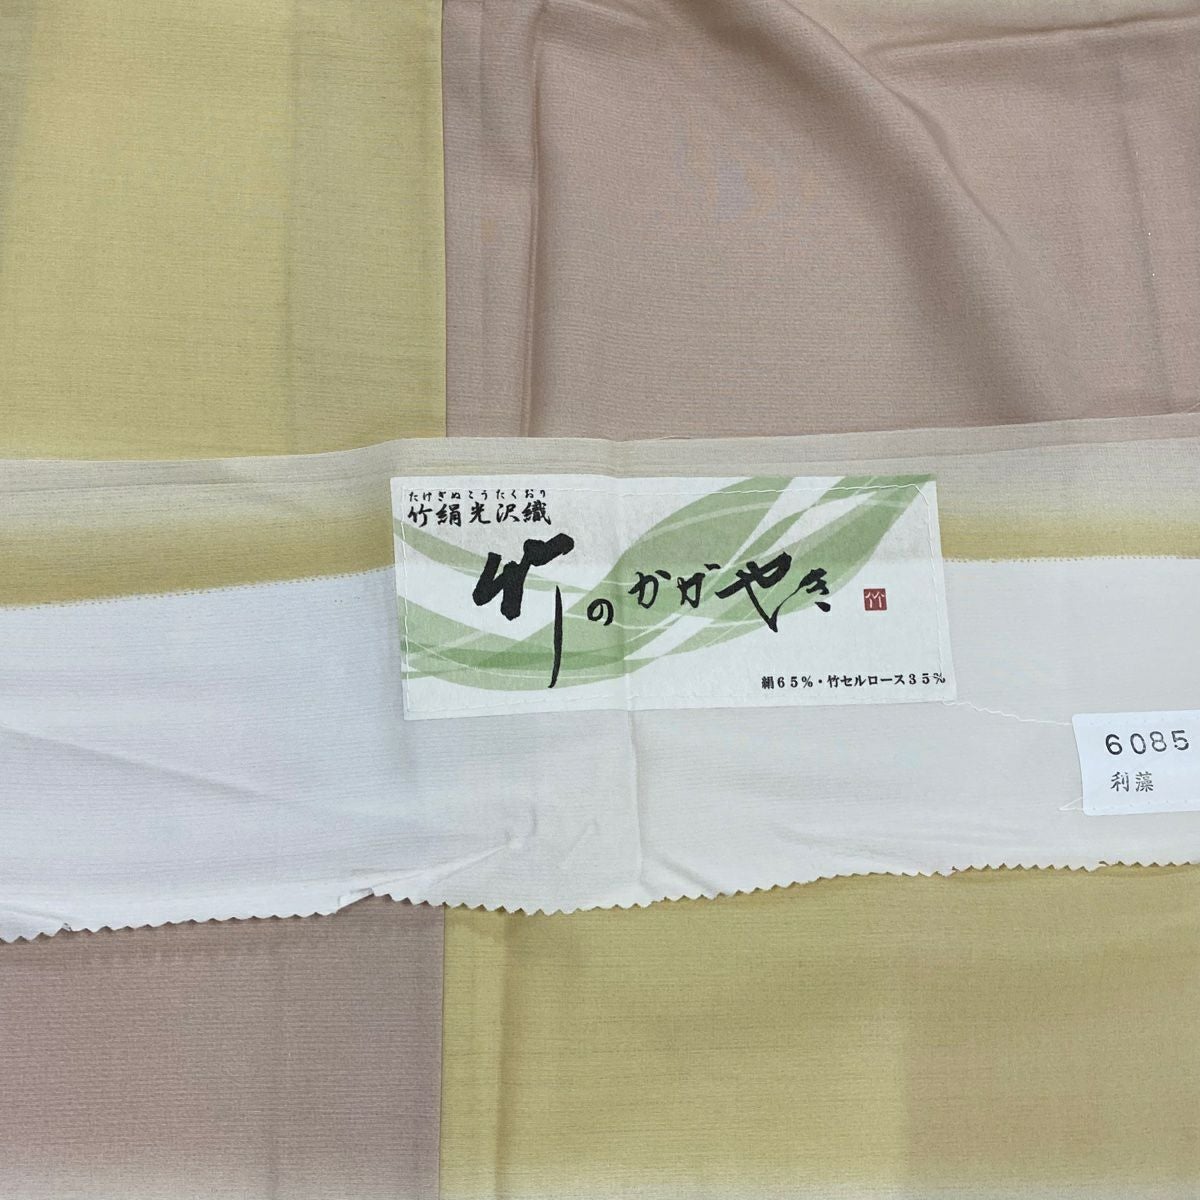 たけぎぬこうたくおり
竹絹光沢織
竹のかがやき
竹
絹65%・竹セルロース35%
6085
利藻